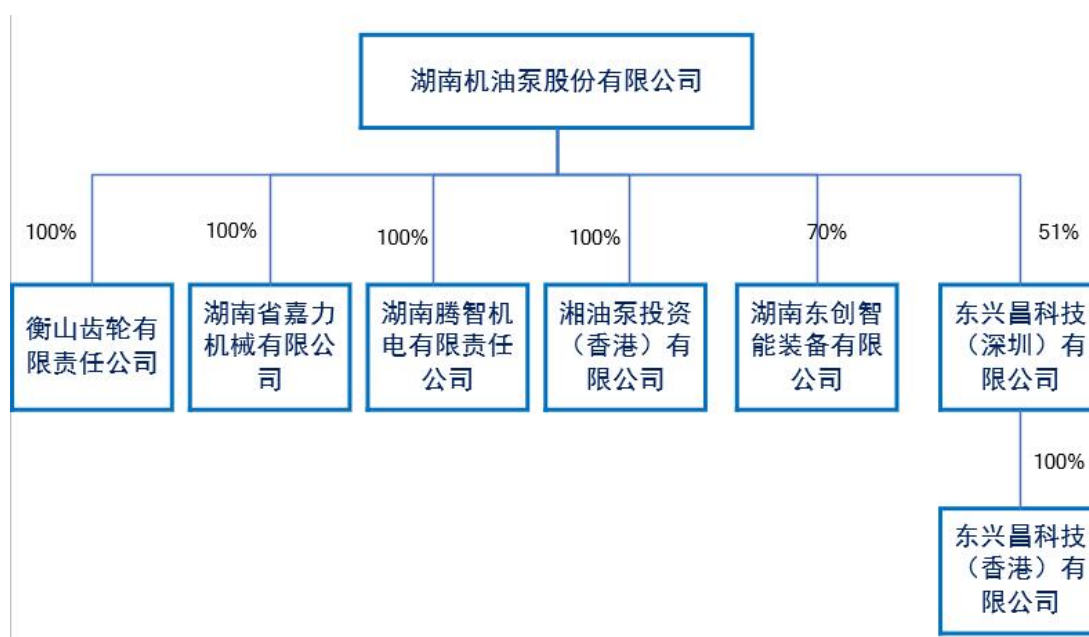 湖南机油泵股份有限公司
100%
100%
100%
100%
70%
51%
衡山齿轮有
限责任公司
湖南省嘉力
机械有限公
司
湖南腾智机
电有限责任
公司
湘油泵投资
（香港）有
限公司
湖南东创智
能装备有限
公司
东兴昌科技
（深圳）有
限公司
100%
东兴昌科技
（香港）有
限公司